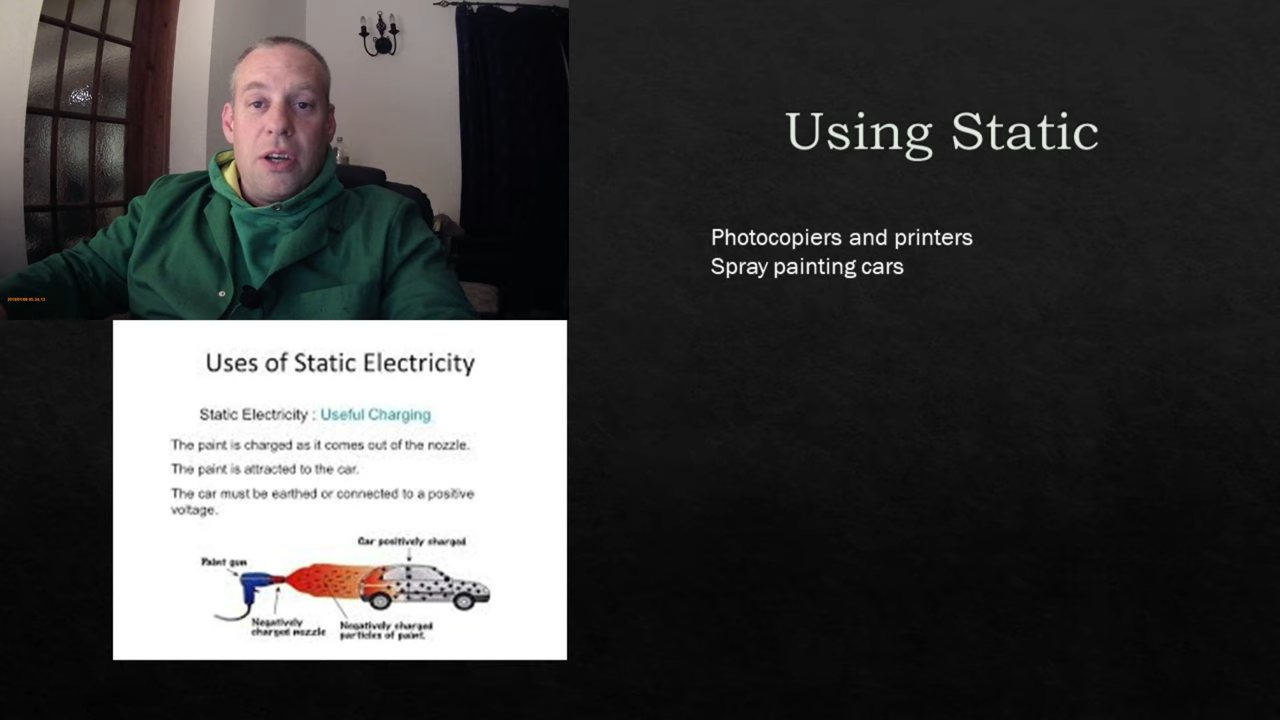 Using Static
Photocopiers and printers
Spray painting cars
Uses of Static Electricity
Static Electricity : Useful Charging
The paint is charged as it comes out of the nozzle.
The paint is attracted to the car.
The car must be earthed or connected to a positive
voltage.
Car positively charged
Paint gun
Negatively
charged nozzle
Negatively charged
particles of paint.